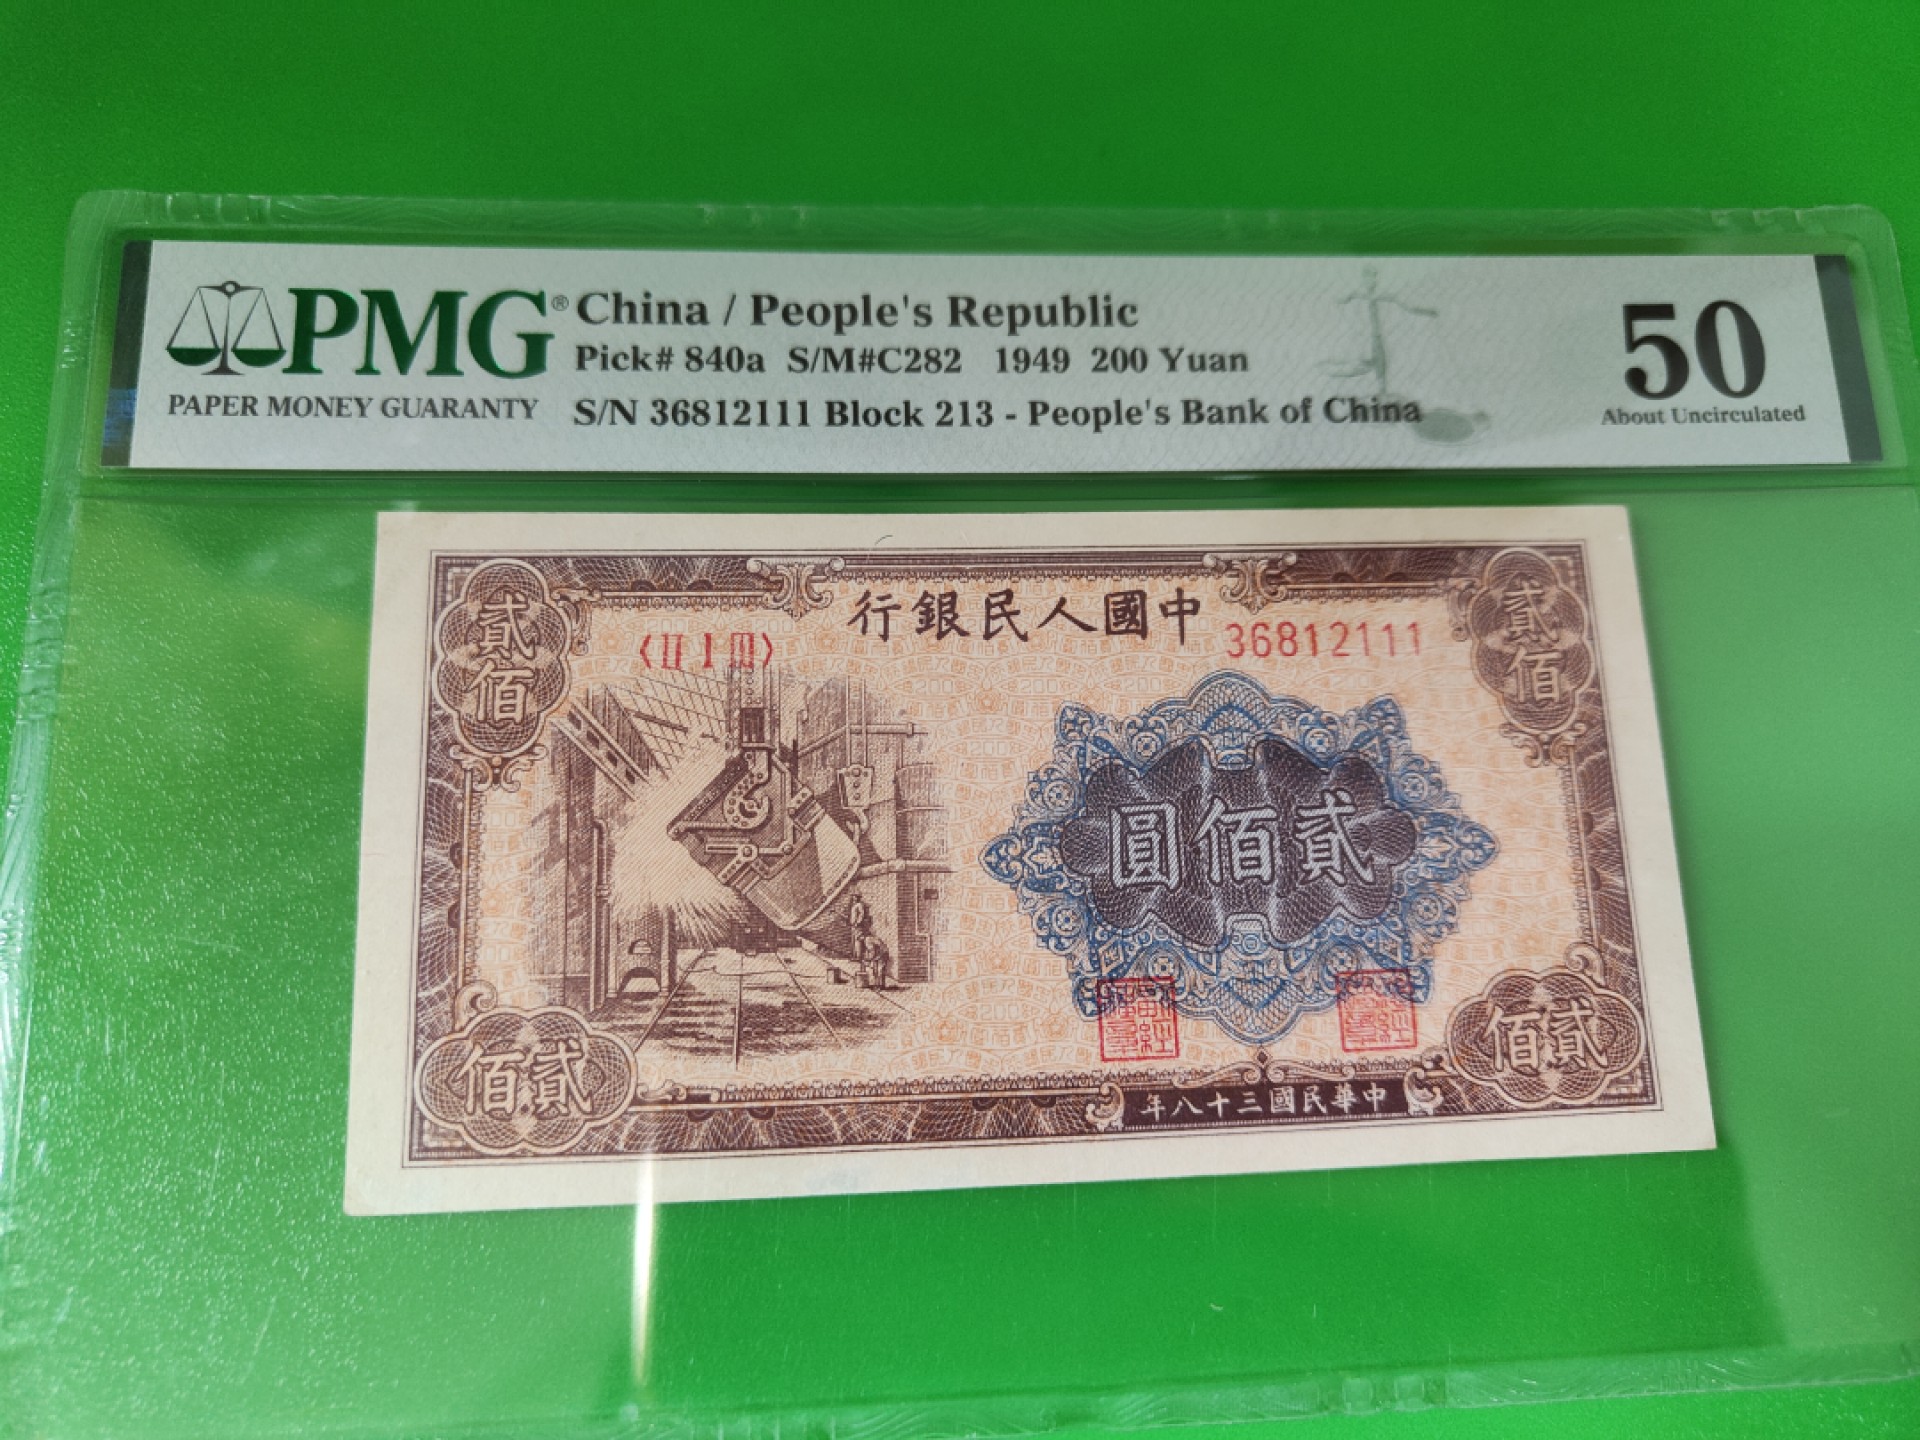 PMG®
PAPER MONEY GUARANTY
China / People's Republic
Pick# 840a S/M#C282 1949 200 Yuan
S/N 36812111 Block 213 - People's Bank of China
50
About Uncirculated
行銀民人國中
〈II I III〉
36812111
貳佰
貳佰
圓佰貳
佰貳
佰貳
年八十三國民華中